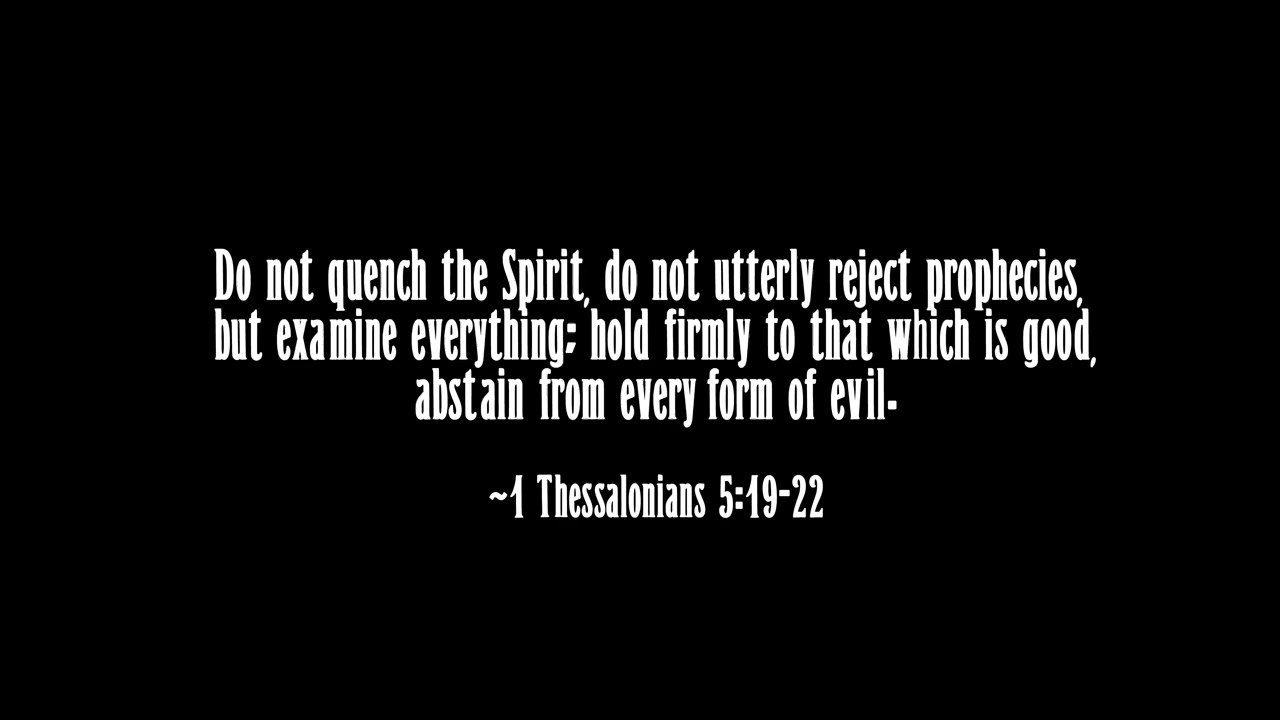 Do not quench the Spirit, do not utterly reject prophecies,
but examine everything; hold firmly to that which is good,
abstain from every form of evil.
~1 Thessalonians 5:19-22